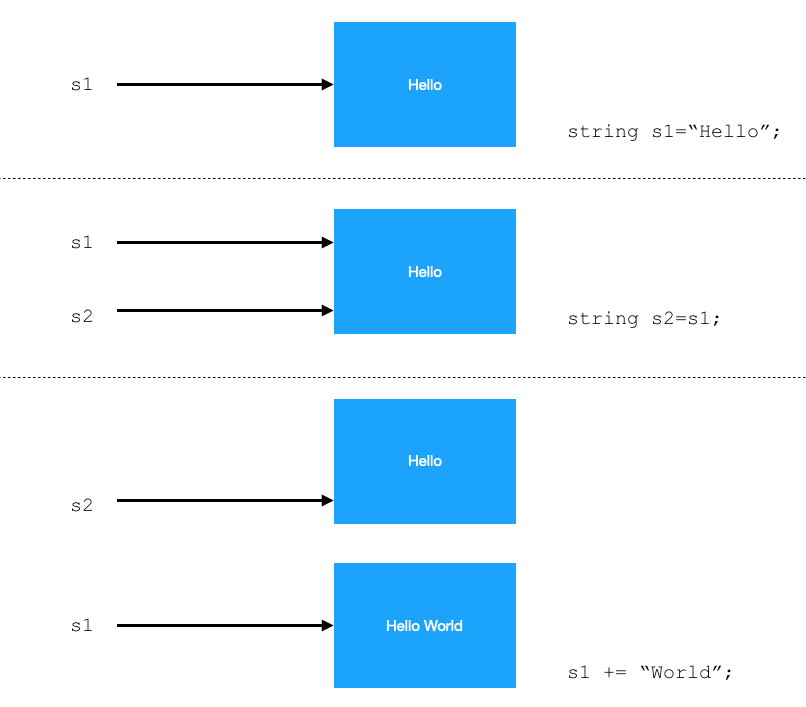 s1
Hello
string s1=“Hello”;
s1
Hello
s2
string s2=s1;
Hello
s2
s1
Hello World
s1 += “World”;